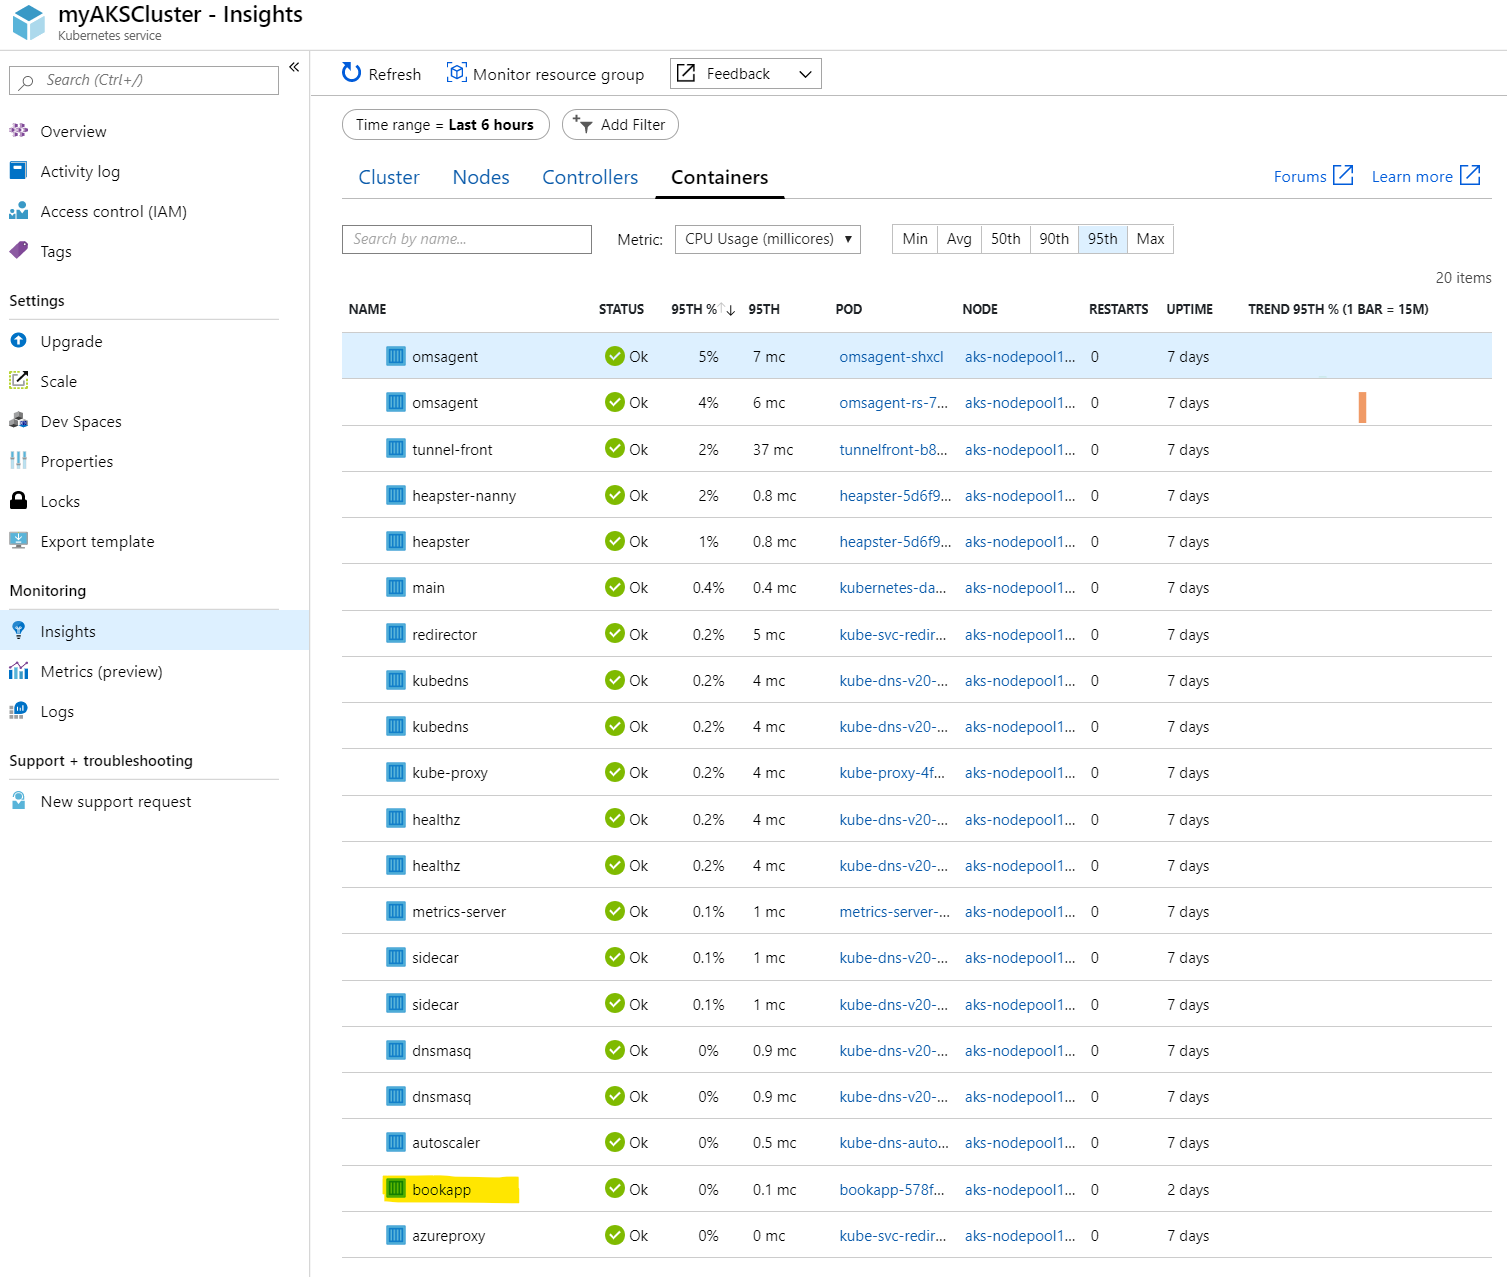 myAKSCluster - Insights
Kubernetes service
Search (Ctrl+/)
«
Overview
Activity log
Access control (IAM)
Tags
Settings
Upgrade
Scale
Dev Spaces
Properties
Locks
Export template
Monitoring
Insights
Metrics (preview)
Logs
Support + troubleshooting
New support request
Refresh Monitor resource group Feedback
Time range = Last 6 hours Add Filter
Cluster Nodes Controllers Containers Forums Learn more
Search by name... Metric: CPU Usage (millicores) Min Avg 50th 90th 95th Max
20 items
NAME STATUS 95TH %↑↓ 95TH POD NODE RESTARTS UPTIME TREND 95TH % (1 BAR = 15M)
omsagent Ok 5% 7 mc omsagent-shxcl aks-nodepool1... 0 7 days
omsagent Ok 4% 6 mc omsagent-rs-7... aks-nodepool1... 0 7 days
tunnel-front Ok 2% 37 mc tunnelfront-b8... aks-nodepool1... 0 7 days
heapster-nanny Ok 2% 0.8 mc heapster-5d6f9... aks-nodepool1... 0 7 days
heapster Ok 1% 0.8 mc heapster-5d6f9... aks-nodepool1... 0 7 days
main Ok 0.4% 0.4 mc kubernetes-da... aks-nodepool1... 0 7 days
redirector Ok 0.2% 5 mc kube-svc-redir... aks-nodepool1... 0 7 days
kubedns Ok 0.2% 4 mc kube-dns-v20-... aks-nodepool1... 0 7 days
kubedns Ok 0.2% 4 mc kube-dns-v20-... aks-nodepool1... 0 7 days
kube-proxy Ok 0.2% 4 mc kube-proxy-4f... aks-nodepool1... 0 7 days
healthz Ok 0.2% 4 mc kube-dns-v20-... aks-nodepool1... 0 7 days
healthz Ok 0.2% 4 mc kube-dns-v20-... aks-nodepool1... 0 7 days
metrics-server Ok 0.1% 1 mc metrics-server-... aks-nodepool1... 0 7 days
sidecar Ok 0.1% 1 mc kube-dns-v20-... aks-nodepool1... 0 7 days
sidecar Ok 0.1% 1 mc kube-dns-v20-... aks-nodepool1... 0 7 days
dnsmasq Ok 0% 0.9 mc kube-dns-v20-... aks-nodepool1... 0 7 days
dnsmasq Ok 0% 0.9 mc kube-dns-v20-... aks-nodepool1... 0 7 days
autoscaler Ok 0% 0.5 mc kube-dns-auto... aks-nodepool1... 0 7 days
bookapp Ok 0% 0.1 mc bookapp-578f... aks-nodepool1... 0 2 days
azureproxy Ok 0% 0 mc kube-svc-redir... aks-nodepool1... 0 7 days